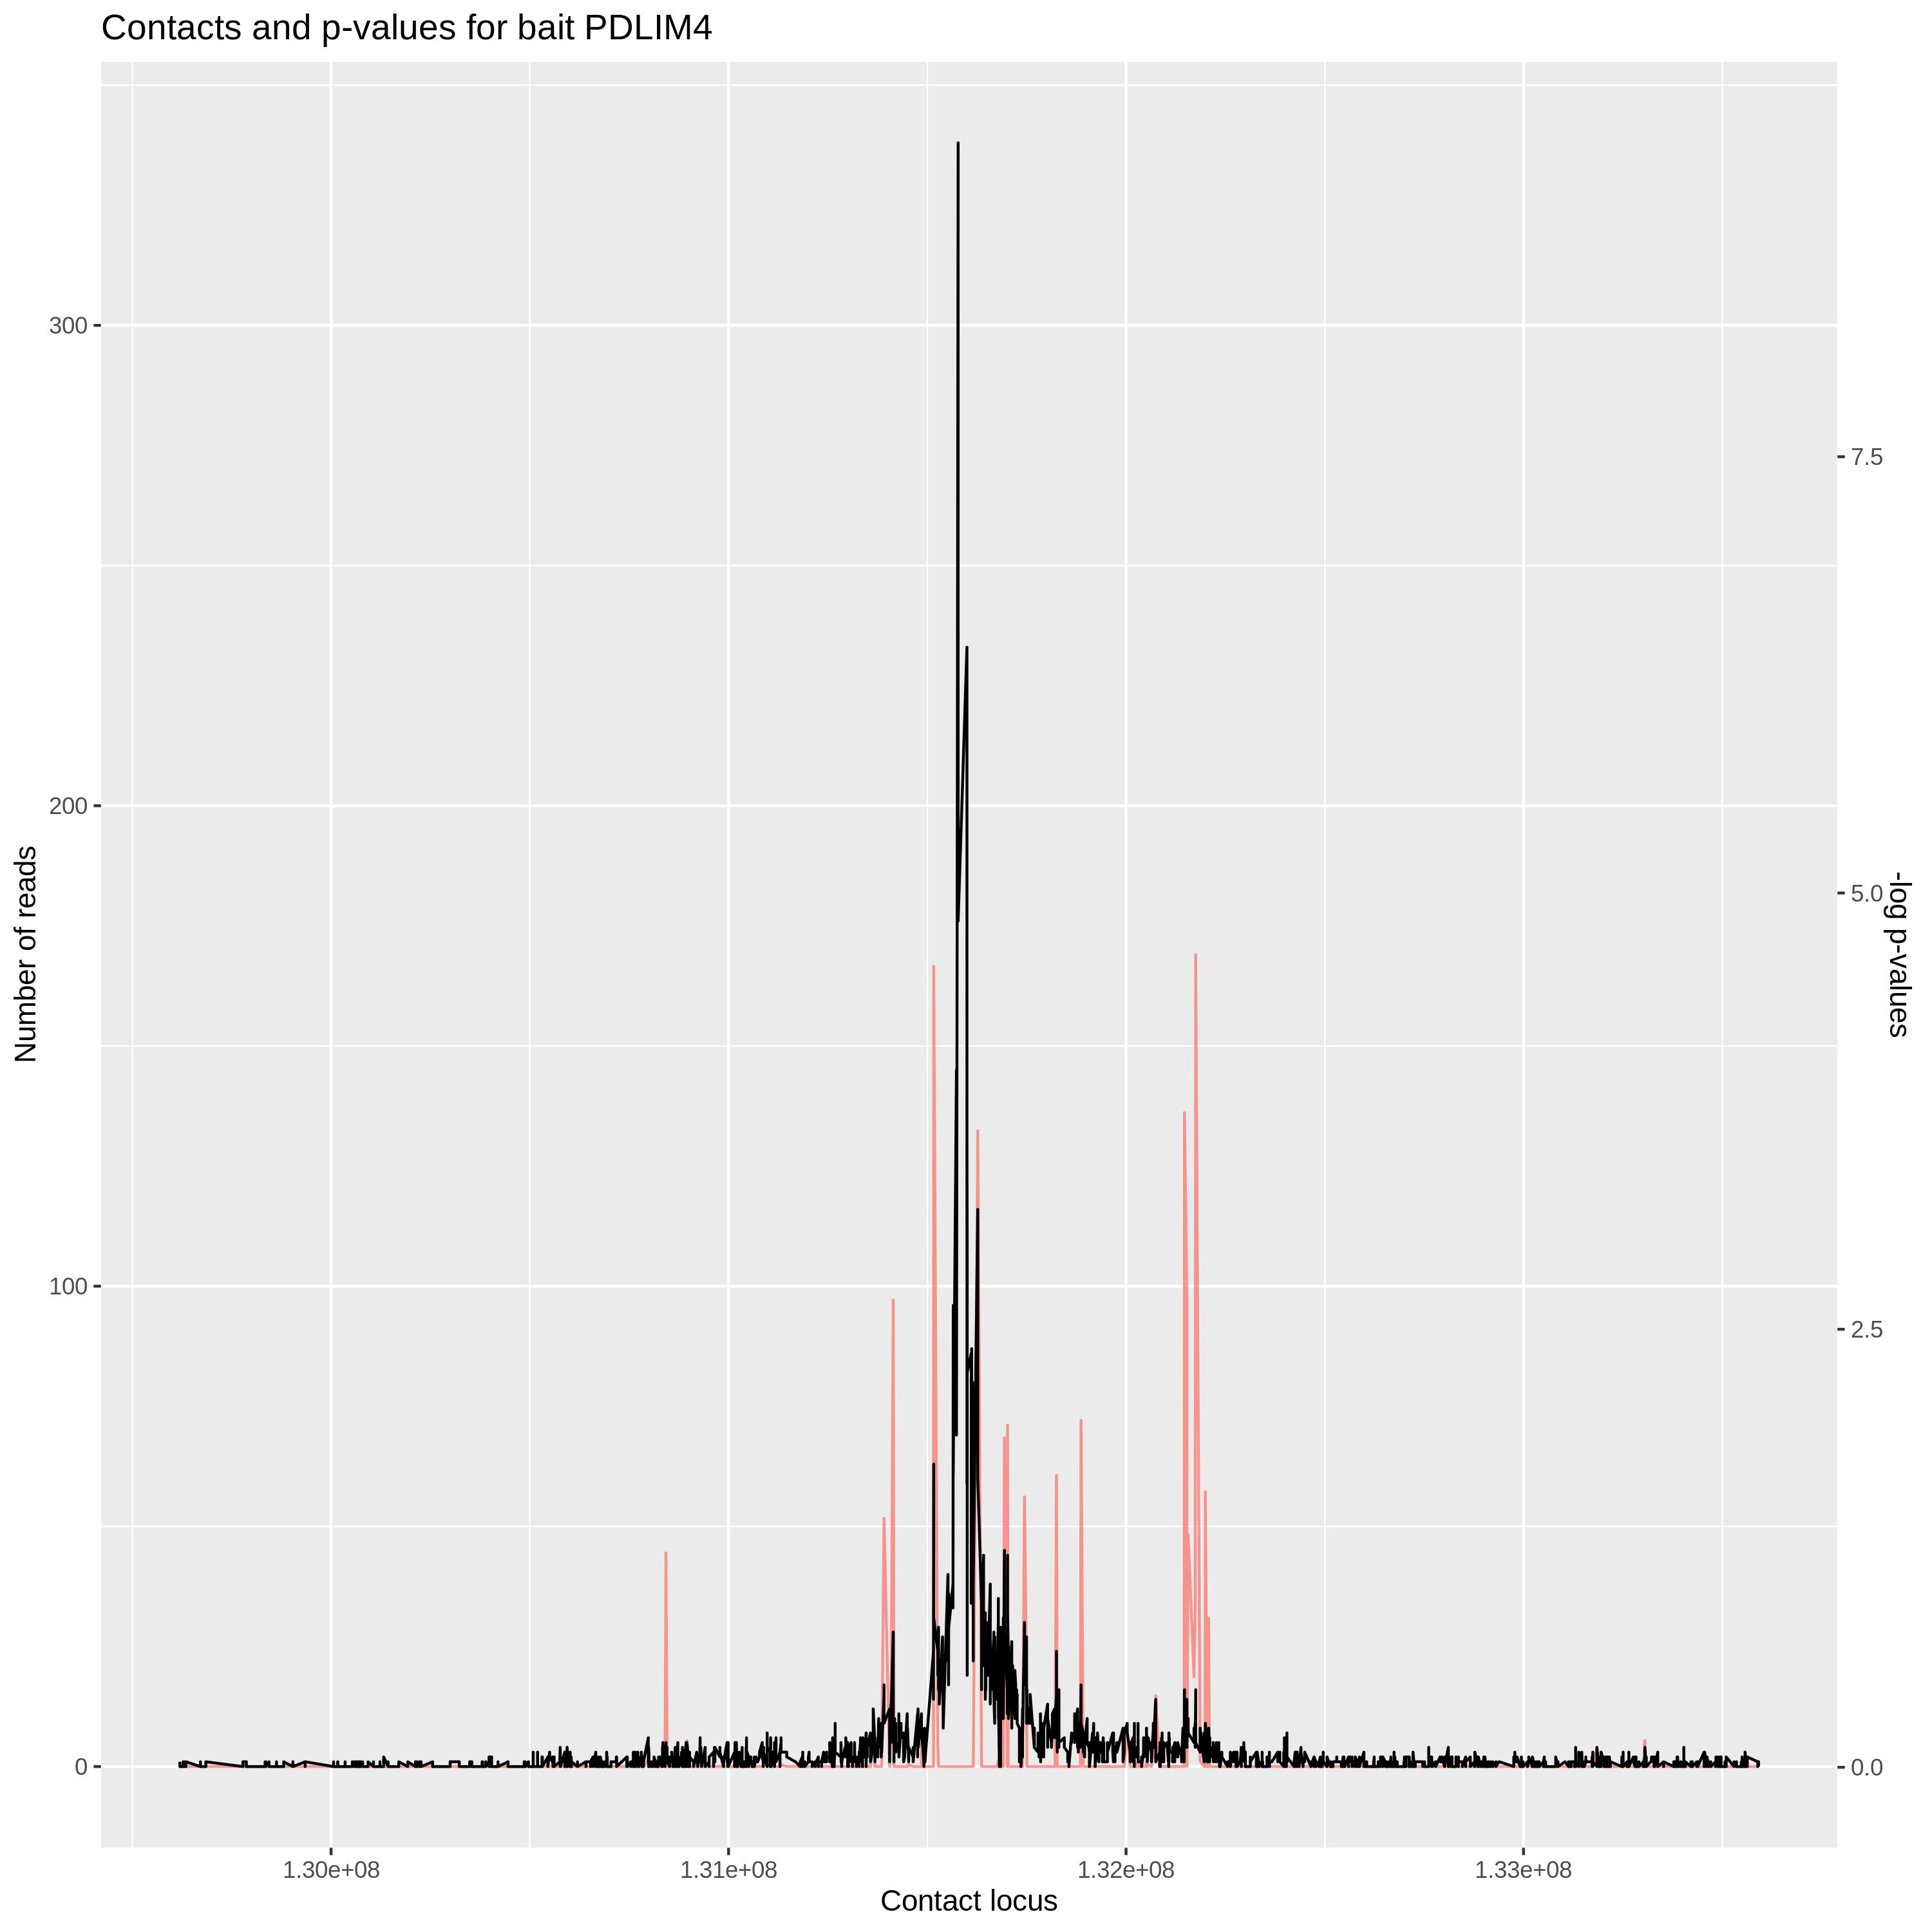 Contacts and p-values for bait PDLIM4
Number of reads
300
200
100
0
7.5
5.0
2.5
0.0
-log p-values
1.30e+08
1.31e+08
1.32e+08
1.33e+08
Contact locus